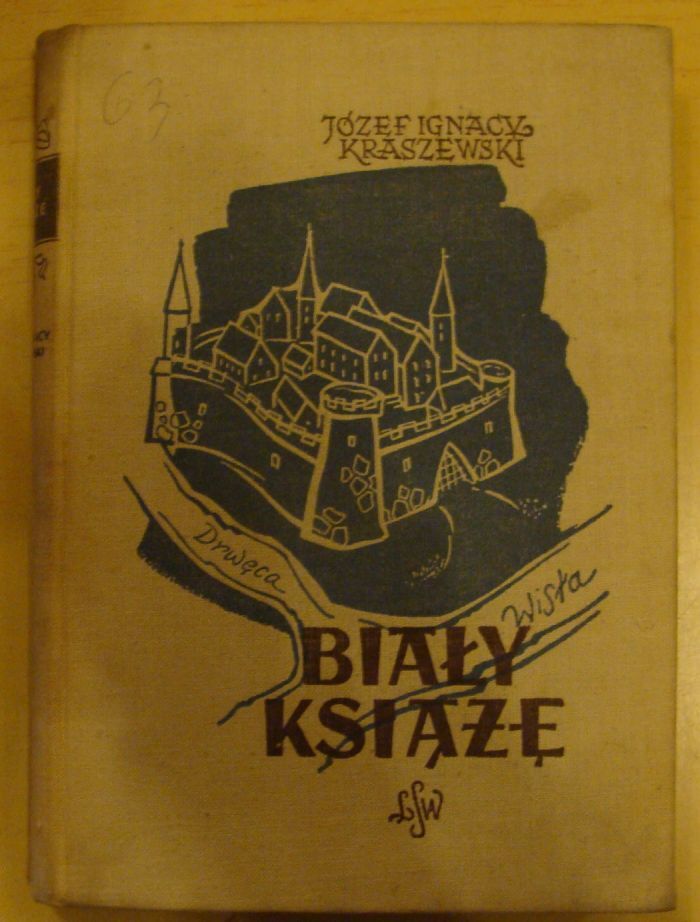 63
JÓZEF IGNACY
KRASZEWSKI
Drwęca
Wisła
BIAŁY
KSIĄŻĘ
LSW